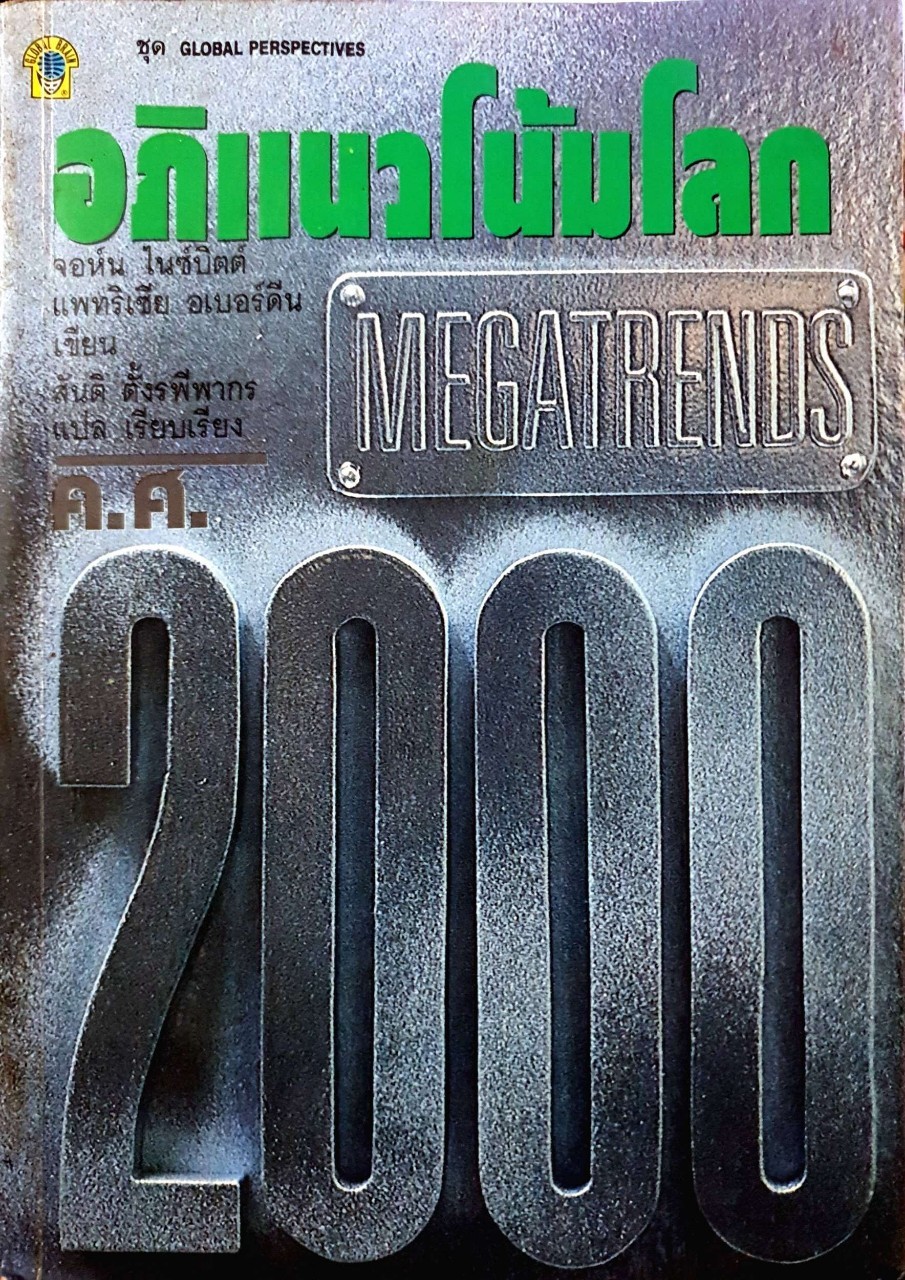 GLOBAL BRAIN
ชุด GLOBAL PERSPECTIVES
อภิแนวโน้มโลก
จอห์น ไนซ์บิตต์
แพทริเซีย อเบอร์ดีน
เขียน
สันติ ตั้งรพีพากร
แปล เรียบเรียง
MEGATRENDS
ค.ศ.
2000